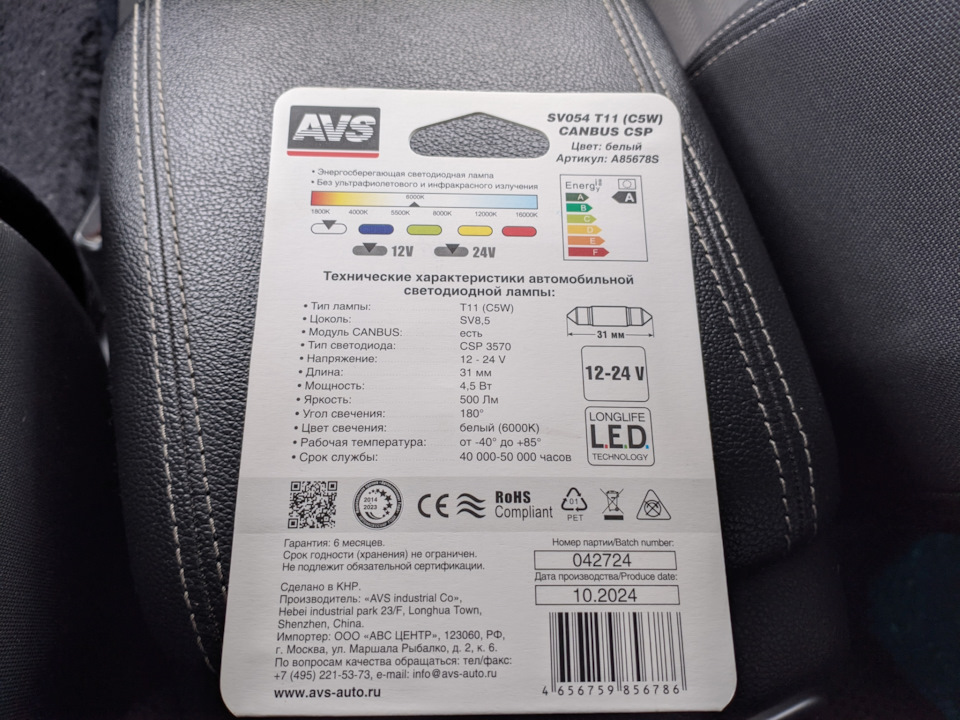 AVS
SV054 T11 (C5W)
CANBUS CSP
Цвет: белый
Артикул: A85678S
• Энергосберегающая светодиодная лампа
• Без ультрафиолетового и инфракрасного излучения
6000K
1800K 4000K 5500K 8000K 12000K 16000K
12V 24V
Energy
A
B
C
D
E
F
A
Технические характеристики автомобильной
светодиодной лампы:
• Тип лампы: T11 (C5W)
• Цоколь: SV8,5
• Модуль CANBUS: есть
• Тип светодиода: CSP 3570
• Напряжение: 12 - 24 V
• Длина: 31 мм
• Мощность: 4,5 Вт
• Яркость: 500 Лм
• Угол свечения: 180°
• Цвет свечения: белый (6000K)
• Рабочая температура: от -40° до +85°
• Срок службы: 40 000-50 000 часов
31 мм
12-24 V
LONGLIFE
L.E.D.
TECHNOLOGY
2014
2023
CE
RoHS
Compliant
01
PET
Гарантия: 6 месяцев.
Срок годности (хранения) не ограничен.
Не подлежит обязательной сертификации.
Сделано в КНР.
Производитель: «AVS industrial Co»,
Hebei industrial park 23/F, Longhua Town,
Shenzhen, China.
Импортер: ООО «АВС ЦЕНТР», 123060, РФ,
г. Москва, ул. Маршала Рыбалко, д. 2, к. 6.
По вопросам качества обращаться: тел/факс:
+7 (495) 221-53-73, e-mail: info@avs-auto.ru
www.avs-auto.ru
Номер партии/Batch number:
042724
Дата производства/Produce date:
10.2024
4 656759 856786